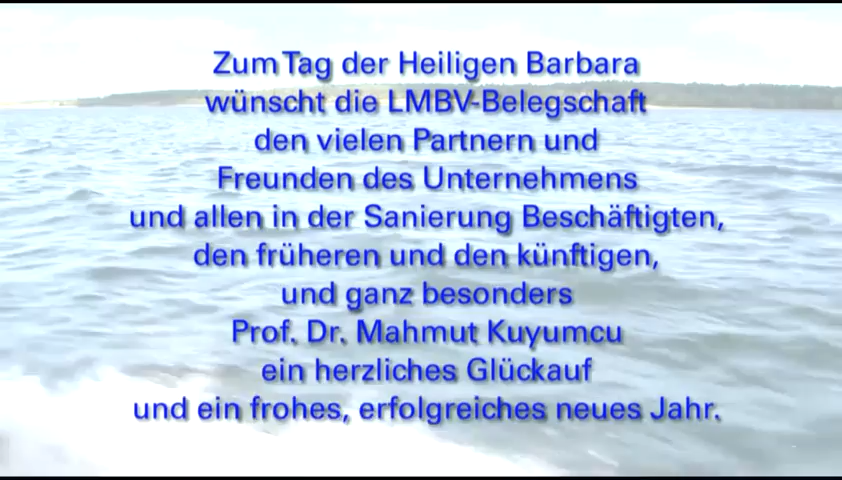 Zum Tag der Heiligen Barbara
wünscht die LMBV-Belegschaft
den vielen Partnern und
Freunden des Unternehmens
und allen in der Sanierung Beschäftigten,
den früheren und den künftigen,
und ganz besonders
Prof. Dr. Mahmut Kuyumcu
ein herzliches Glückauf
und ein frohes, erfolgreiches neues Jahr.